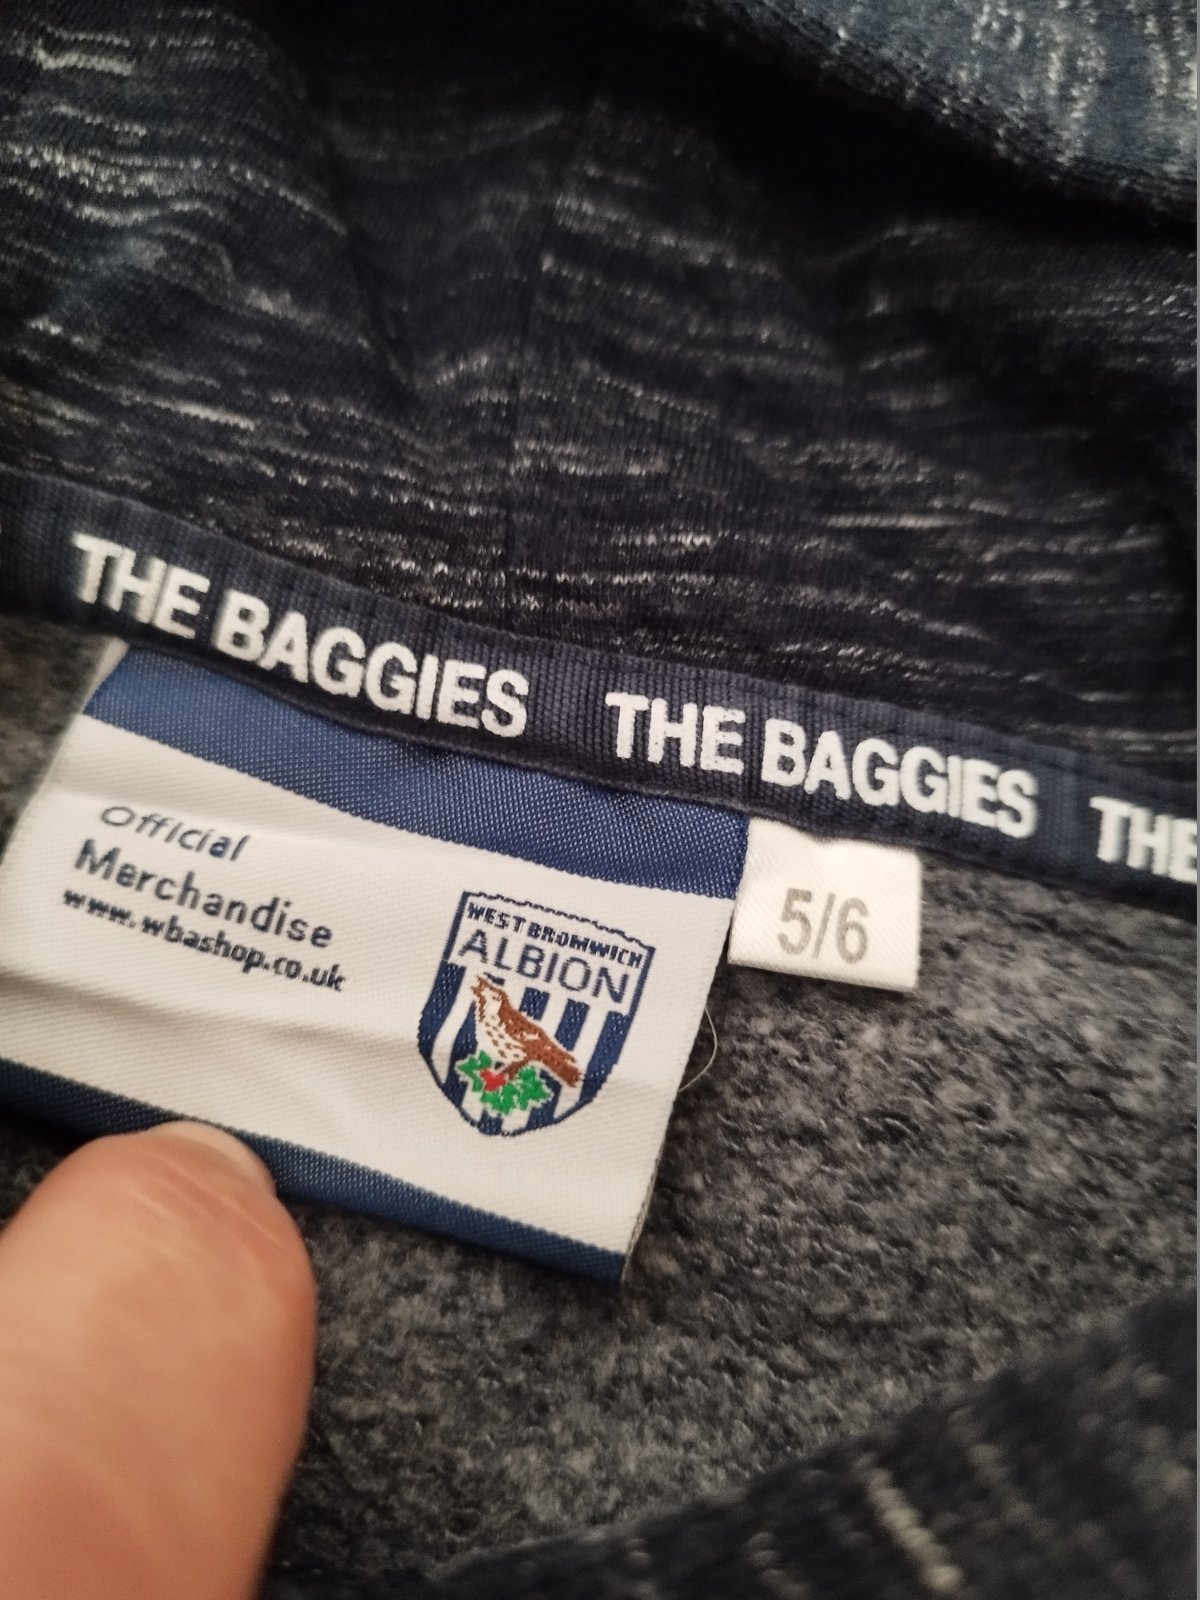 THE BAGGIES THE BAGGIES THE
Official
Merchandise
www.wbashop.co.uk
WEST BROMWICH
ALBION
5/6